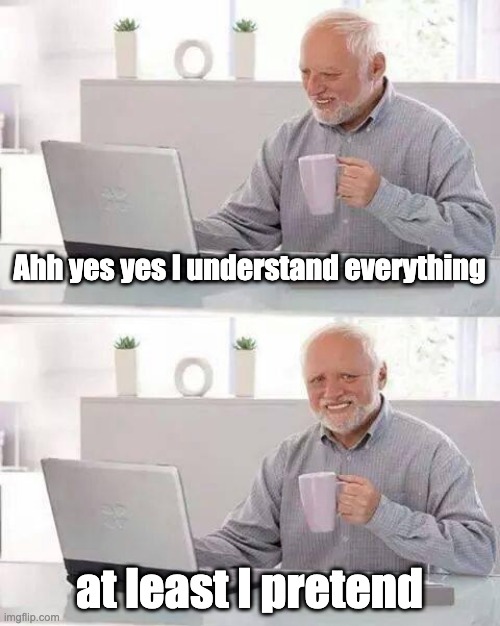 Ahh yes yes I understand everything
at least I pretend
imgflip.com